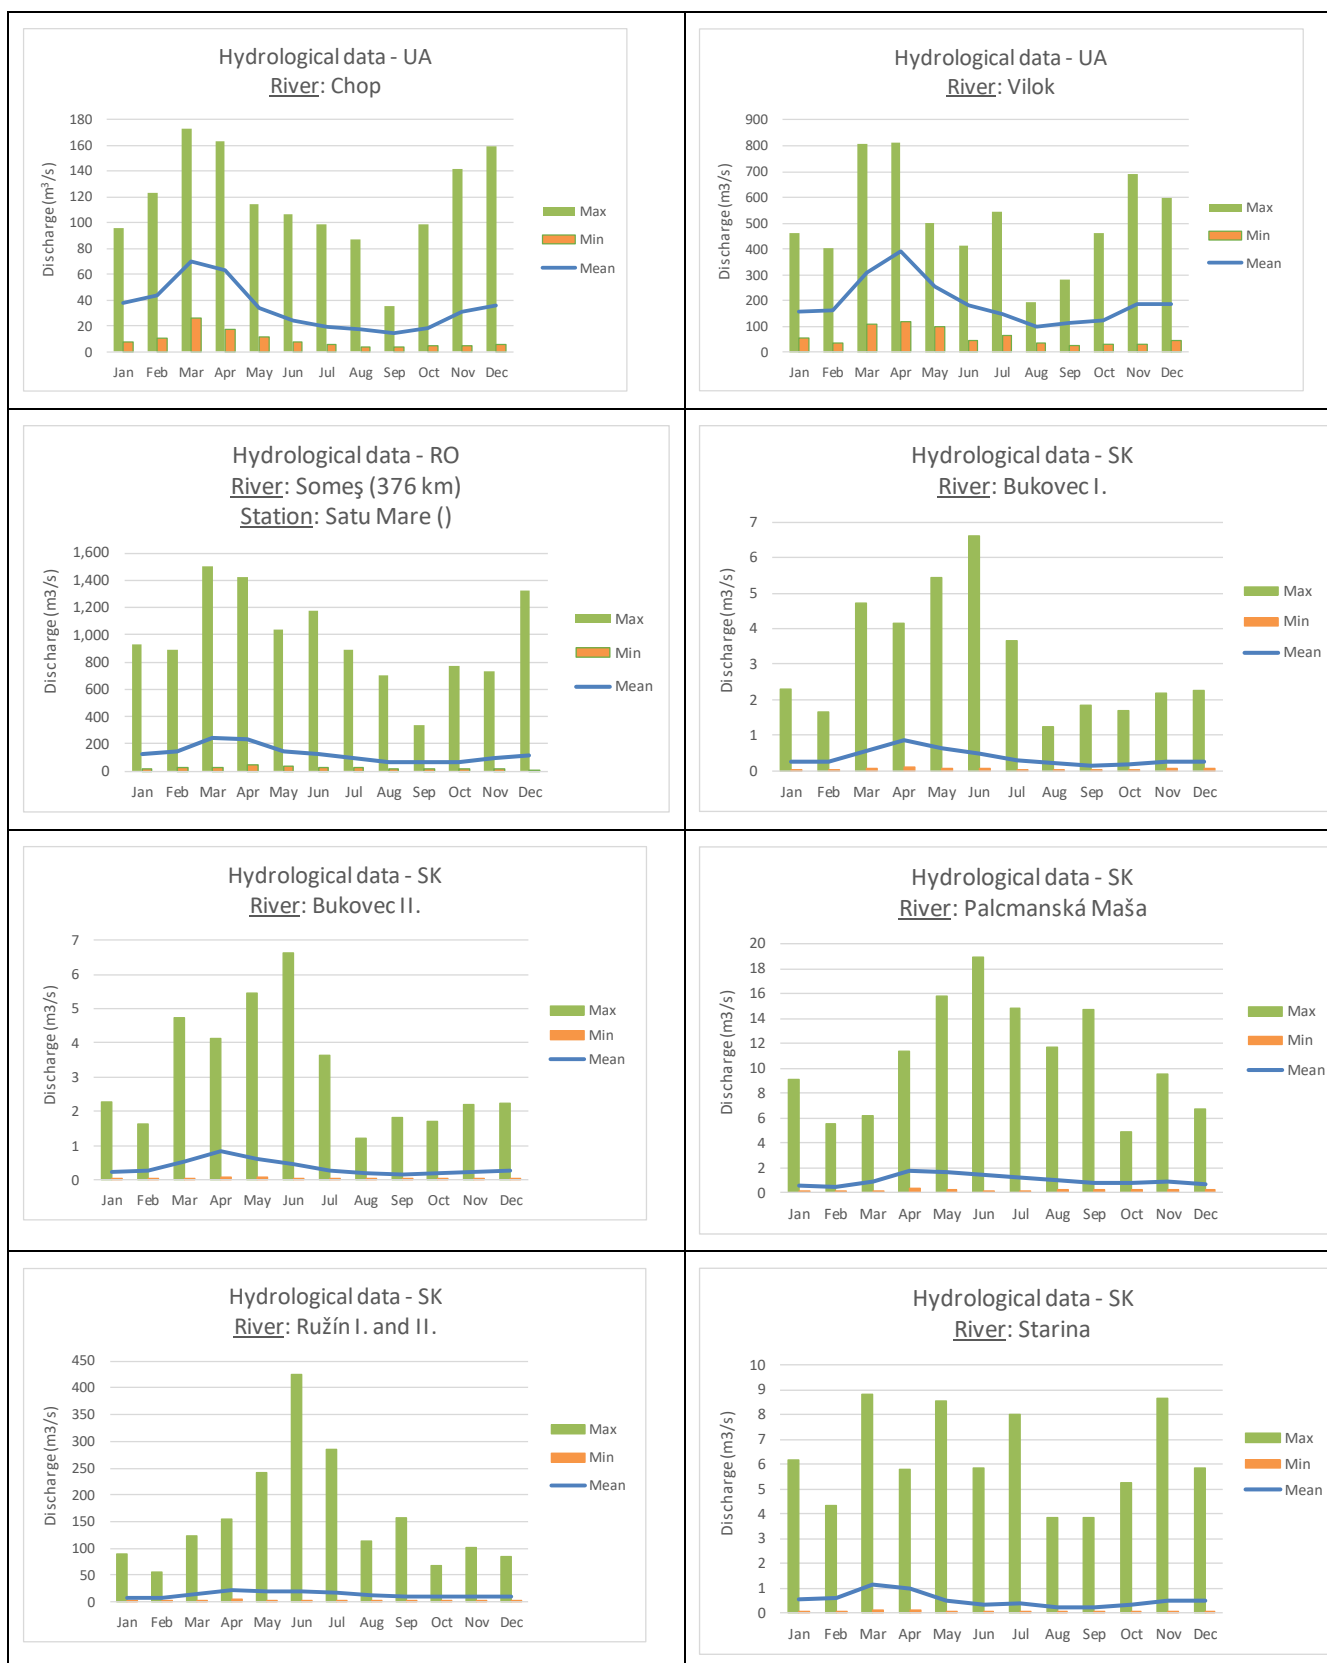 Hydrological data - UA
River: Chop
Discharge (m³/s)
180
160
140
120
100
80
60
40
20
0
Jan Feb Mar Apr May Jun Jul Aug Sep Oct Nov Dec
Max
Min
Mean
Hydrological data - UA
River: Vilok
Discharge (m3/s)
900
800
700
600
500
400
300
200
100
0
Jan Feb Mar Apr May Jun Jul Aug Sep Oct Nov Dec
Max
Min
Mean
Hydrological data - RO
River: Someş (376 km)
Station: Satu Mare ()
Discharge (m3/s)
1,600
1,400
1,200
1,000
800
600
400
200
0
Jan Feb Mar Apr May Jun Jul Aug Sep Oct Nov Dec
Max
Min
Mean
Hydrological data - SK
River: Bukovec I.
Discharge (m3/s)
7
6
5
4
3
2
1
0
Jan Feb Mar Apr May Jun Jul Aug Sep Oct Nov Dec
Max
Min
Mean
Hydrological data - SK
River: Bukovec II.
Discharge (m3/s)
7
6
5
4
3
2
1
0
Jan Feb Mar Apr May Jun Jul Aug Sep Oct Nov Dec
Max
Min
Mean
Hydrological data - SK
River: Palcmanská Maša
Discharge (m3/s)
20
18
16
14
12
10
8
6
4
2
0
Jan Feb Mar Apr May Jun Jul Aug Sep Oct Nov Dec
Max
Min
Mean
Hydrological data - SK
River: Ružín I. and II.
Discharge (m3/s)
450
400
350
300
250
200
150
100
50
0
Jan Feb Mar Apr May Jun Jul Aug Sep Oct Nov Dec
Max
Min
Mean
Hydrological data - SK
River: Starina
Discharge (m3/s)
10
9
8
7
6
5
4
3
2
1
0
Jan Feb Mar Apr May Jun Jul Aug Sep Oct Nov Dec
Max
Min
Mean